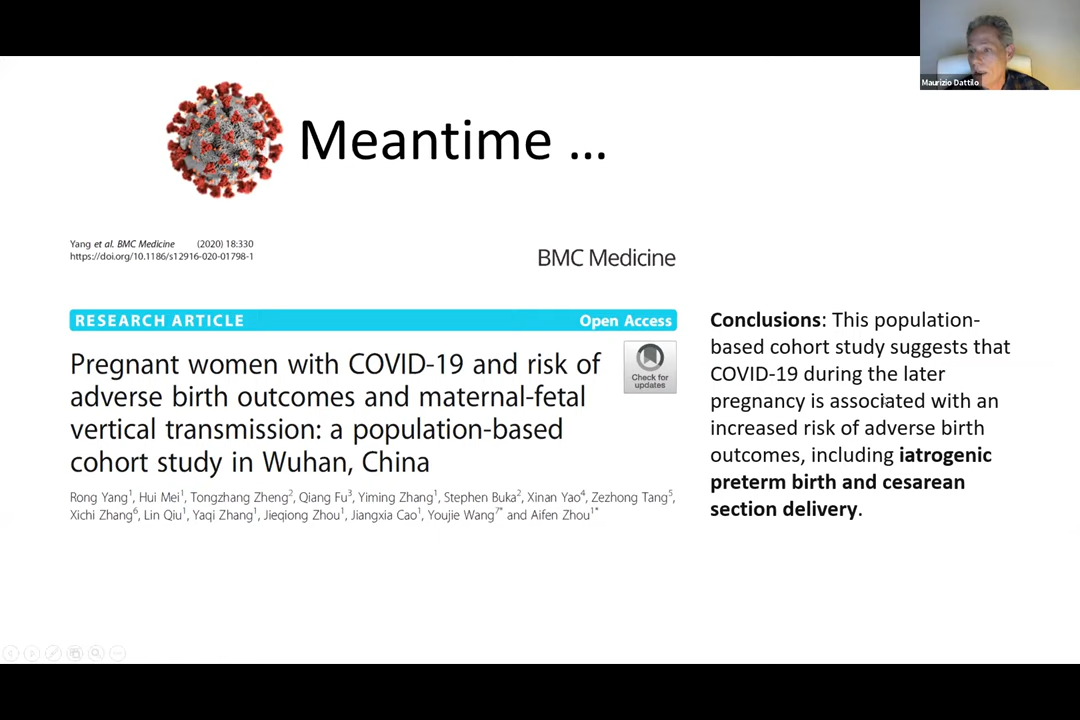 Maurizio Dattilo
Meantime ...
Yang et al. BMC Medicine (2020) 18:330
https://doi.org/10.1186/s12916-020-01798-1
BMC Medicine
RESEARCH ARTICLE Open Access
Pregnant women with COVID-19 and risk of
adverse birth outcomes and maternal-fetal
vertical transmission: a population-based
cohort study in Wuhan, China
Check for
updates
Rong Yang1, Hui Mei1, Tongzhang Zheng2, Qiang Fu3, Yiming Zhang1, Stephen Buka2, Xinan Yao4, Zezhong Tang5,
Xichi Zhang6, Lin Qiu1, Yaqi Zhang1, Jieqiong Zhou1, Jiangxia Cao1, Youjie Wang7* and Aifen Zhou1*
Conclusions: This population-
based cohort study suggests that
COVID-19 during the later
pregnancy is associated with an
increased risk of adverse birth
outcomes, including iatrogenic
preterm birth and cesarean
section delivery.